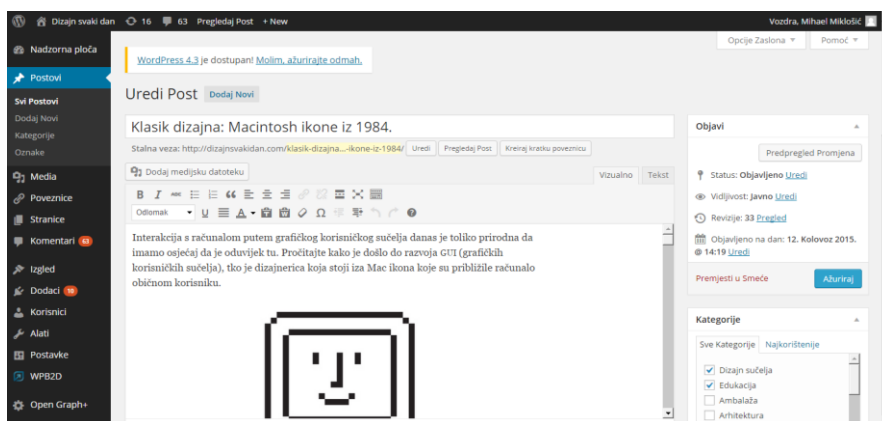 Dizajn svaki dan 16 63 Pregledaj Post + New
Vozdra, Mihael Miklošić
Nadzorna ploča
Postovi
Svi Postovi
Dodaj Novi
Kategorije
Oznake
Media
Poveznice
Stranice
Komentari 63
Izgled
Dodaci 10
Korisnici
Alati
Postavke
WPB2D
Open Graph+
Opcije Zaslona Pomoć
WordPress 4.3 je dostupan! Molim, ažurirajte odmah.
Uredi Post Dodaj Novi
Klasik dizajna: Macintosh ikone iz 1984.
Stalna veza: http://dizajnsvakidan.com/klasik-dizajna...-ikone-iz-1984/ Uredi Pregledaj Post Kreiraj kratku poveznicu
Dodaj medijsku datoteku
Vizualno Tekst
B I ABC
Odlomak U A Ω
Interakcija s računalom putem grafičkog korisničkog sučelja danas je toliko prirodna da
imamo osjećaj da je oduvijek tu. Pročitajte kako je došlo do razvoja GUI (grafičkih
korisničkih sučelja), tko je dizajnerica koja stoji iza Mac ikona koje su približile računalo
običnom korisniku.
Objavi
Predpregled Promjena
Status: Objavljeno Uredi
Vidljivost: Javno Uredi
Revizije: 33 Pregled
Objavljeno na dan: 12. Kolovoz 2015.
@ 14:19 Uredi
Premjesti u Smeće Ažuriraj
Kategorije
Sve Kategorije Najkorištenije
Dizajn sučelja
Edukacija
Ambalaža
Arhitektura